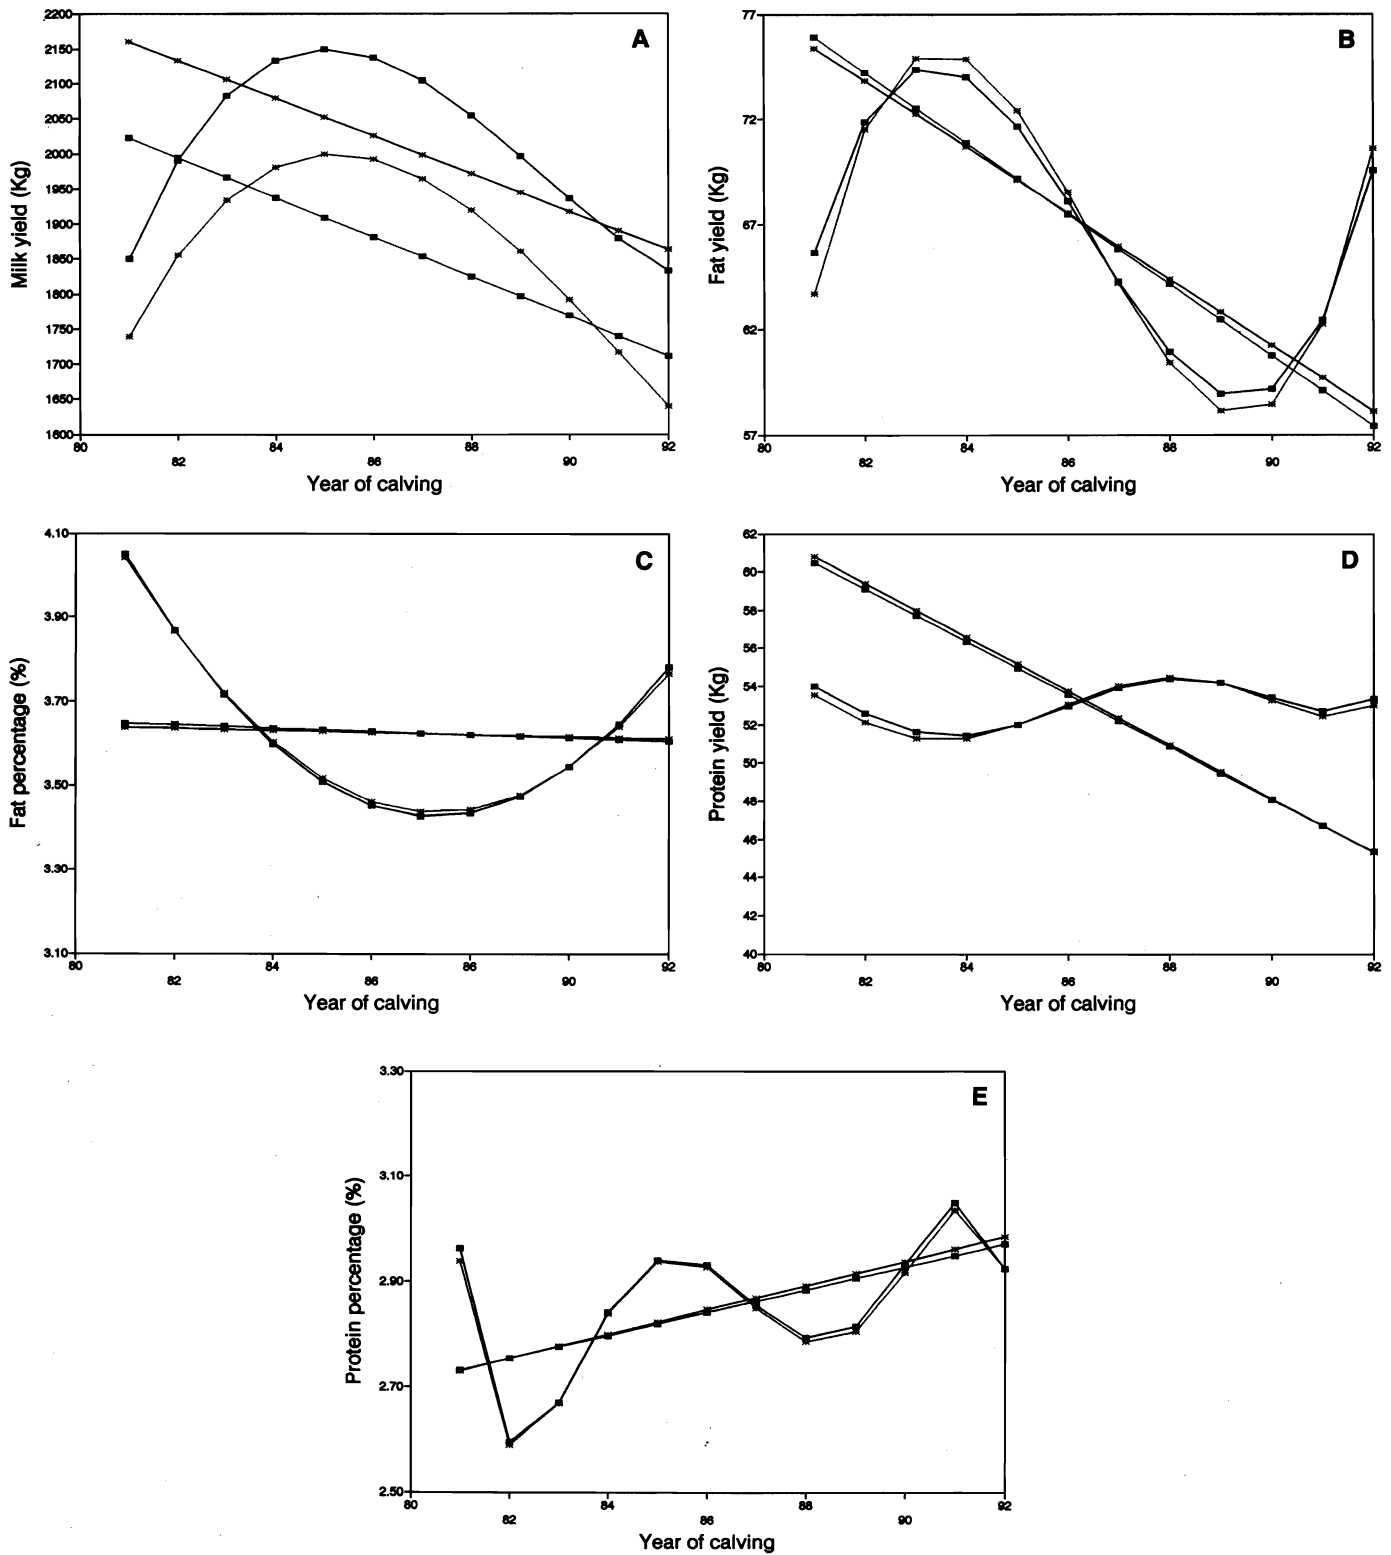 A
2200
2150
2100
2050
2000
1950
1900
1850
1800
1750
1700
1650
1600
Milk yield (Kg)
80 84 88 92
82 86 90
Year of calving
B
77
72
67
62
57
Fat yield (Kg)
80 84 88 92
82 86 90
Year of calving
C
4.10
3.90
3.70
3.50
3.30
3.10
Fat percentage (%)
80 84 86 92
82 86 90
Year of calving
D
62
60
58
56
54
52
50
48
46
44
42
40
Protein yield (Kg)
80 84 88 92
82 86 90
Year of calving
E
3.30
3.10
2.90
2.70
2.50
Protein percentage (%)
80 84 88 92
82 86 90
Year of calving